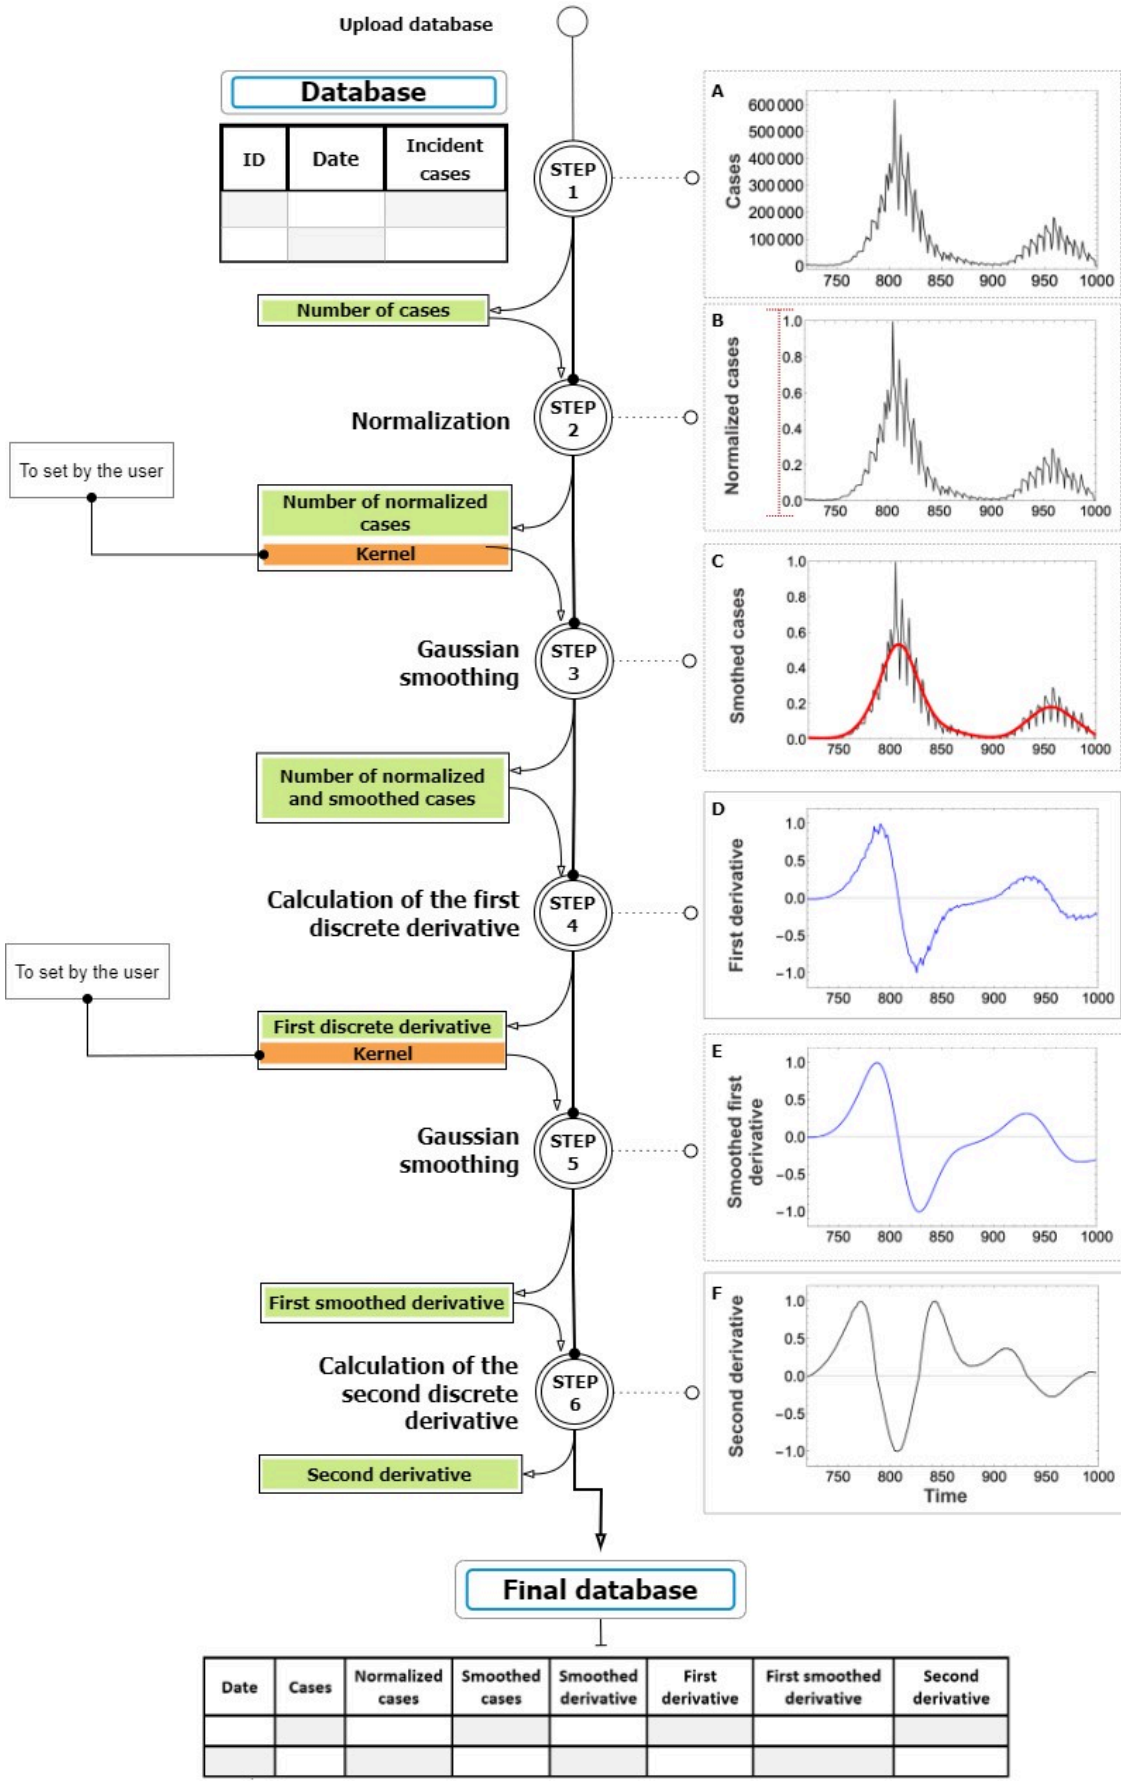 Upload database
Database
ID
Date
Incident
cases
STEP
1
Number of cases
A
Cases
600 000
500 000
400 000
300 000
200 000
100 000
0
750 800 850 900 950 1000
Normalization
STEP
2
B
Normalized cases
1.0
0.8
0.6
0.4
0.2
0.0
750 800 850 900 950 1000
To set by the user
Number of normalized
cases
Kernel
Gaussian
smoothing
STEP
3
C
Smothed cases
1.0
0.8
0.6
0.4
0.2
0.0
750 800 850 900 950 1000
Number of normalized
and smoothed cases
Calculation of the first
discrete derivative
STEP
4
D
First derivative
1.0
0.5
0.0
−0.5
−1.0
750 800 850 900 950 1000
To set by the user
First discrete derivative
Kernel
Gaussian
smoothing
STEP
5
E
Smoothed first
derivative
1.0
0.5
0.0
−0.5
−1.0
750 800 850 900 950 1000
First smoothed derivative
Calculation of the
second discrete
derivative
STEP
6
F
Second derivative
1.0
0.5
0.0
−0.5
−1.0
750 800 850 900 950 1000
Time
Second derivative
Final database
Date
Cases
Normalized
cases
Smoothed
cases
Smoothed
derivative
First
derivative
First smoothed
derivative
Second
derivative